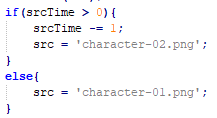 if(srcTime > 0){
    srcTime -= 1;
    src = 'character-02.png';
}
else{
    src = 'character-01.png';
}